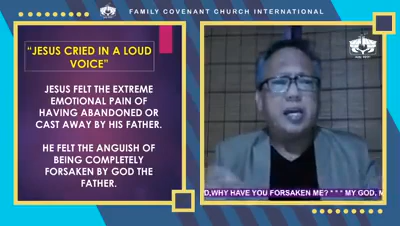 FAMILY COVENANT CHURCH INTERNATIONAL
“JESUS CRIED IN A LOUD
VOICE”
JESUS FELT THE EXTREME
EMOTIONAL PAIN OF
HAVING ABANDONED OR
CAST AWAY BY HIS FATHER.
HE FELT THE ANGUISH OF
BEING COMPLETELY
FORSAKEN BY GOD THE
FATHER.
D,WHY HAVE YOU FORSAKEN ME? * * * MY GOD, M